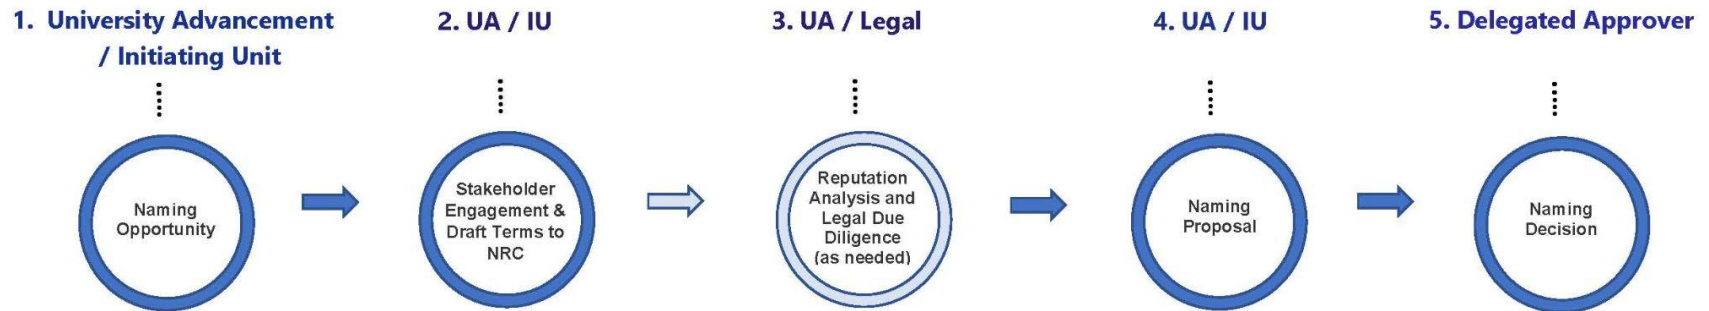 1. University Advancement
/ Initiating Unit
2. UA / IU
3. UA / Legal
4. UA / IU
5. Delegated Approver
Naming
Opportunity
Stakeholder
Engagement &
Draft Terms to
NRC
Reputation
Analysis and
Legal Due
Diligence
(as needed)
Naming
Proposal
Naming
Decision